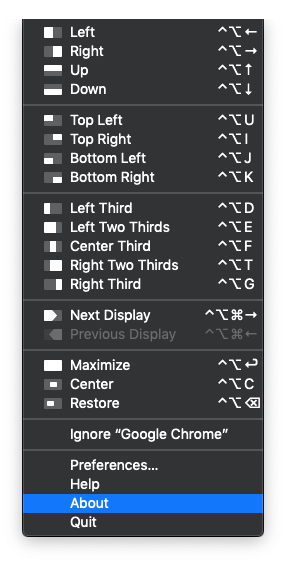 Left ^⌥←
Right ^⌥→
Up ^⌥↑
Down ^⌥↓
Top Left ^⌥U
Top Right ^⌥I
Bottom Left ^⌥J
Bottom Right ^⌥K
Left Third ^⌥D
Left Two Thirds ^⌥E
Center Third ^⌥F
Right Two Thirds ^⌥T
Right Third ^⌥G
Next Display ^⌥⌘→
Previous Display ^⌥⌘←
Maximize ^⌥↩
Center ^⌥C
Restore ^⌥⌫
Ignore “Google Chrome”
Preferences...
Help
About
Quit